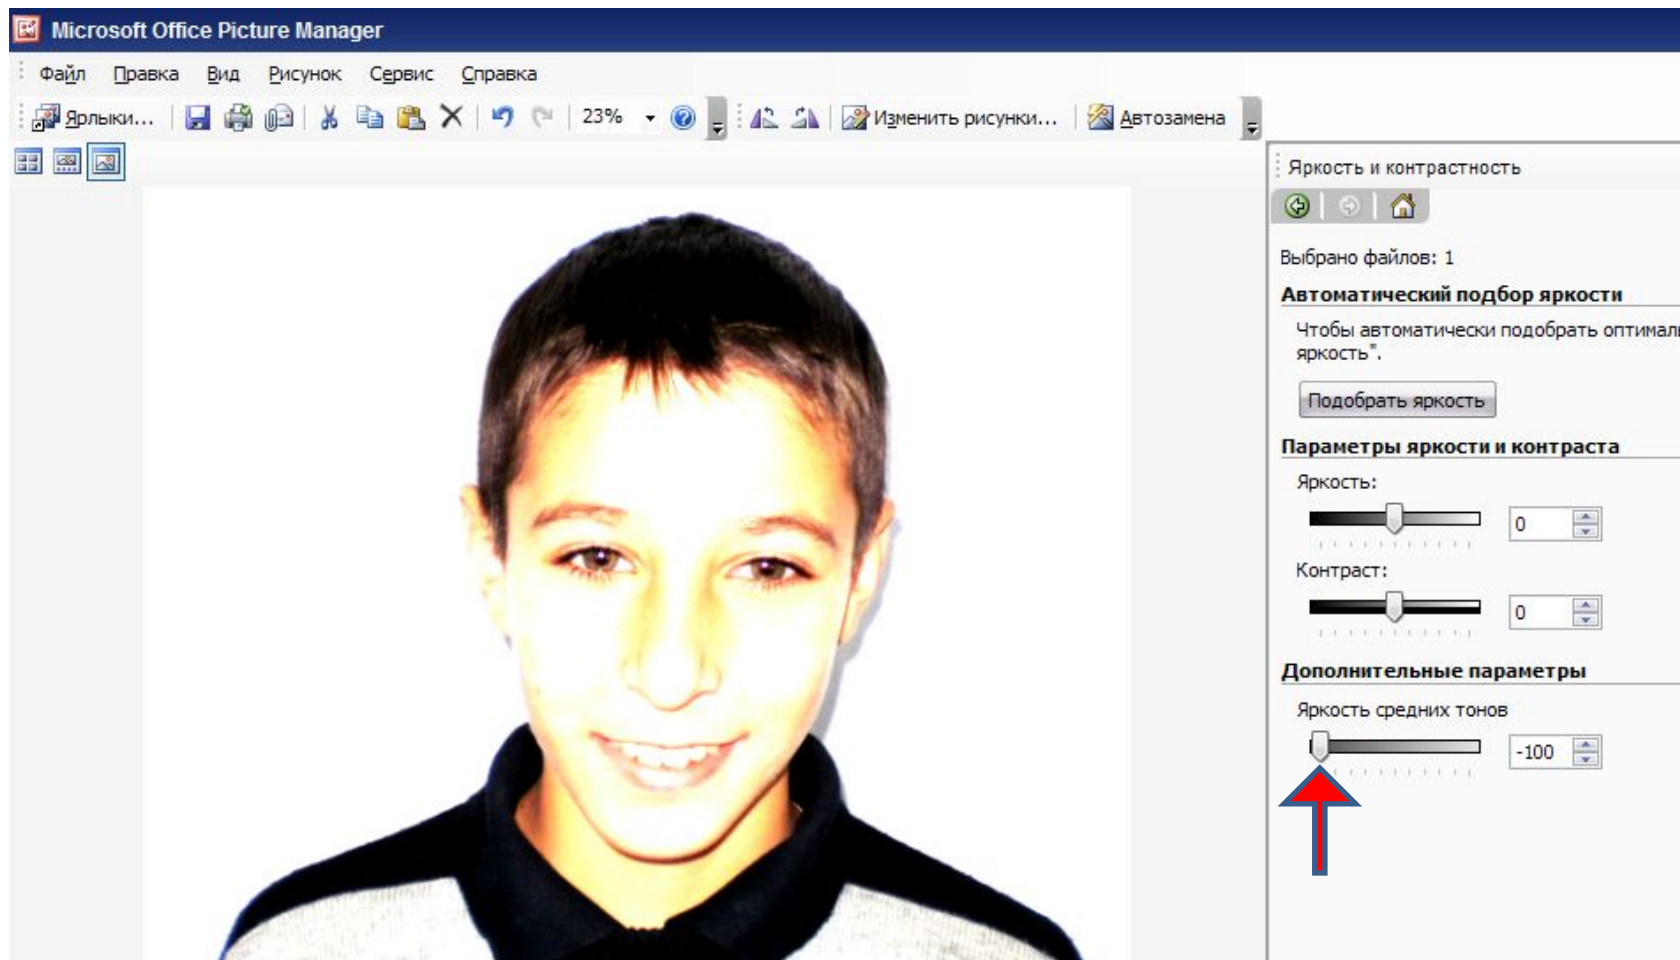 Microsoft Office Picture Manager
Файл Правка Вид Рисунок Сервис Справка
Ярлыки... 23% Изменить рисунки... Автозамена
Яркость и контрастность
Выбрано файлов: 1
Автоматический подбор яркости
Чтобы автоматически подобрать оптимал
яркость".
Подобрать яркость
Параметры яркости и контраста
Яркость:
0
Контраст:
0
Дополнительные параметры
Яркость средних тонов
-100